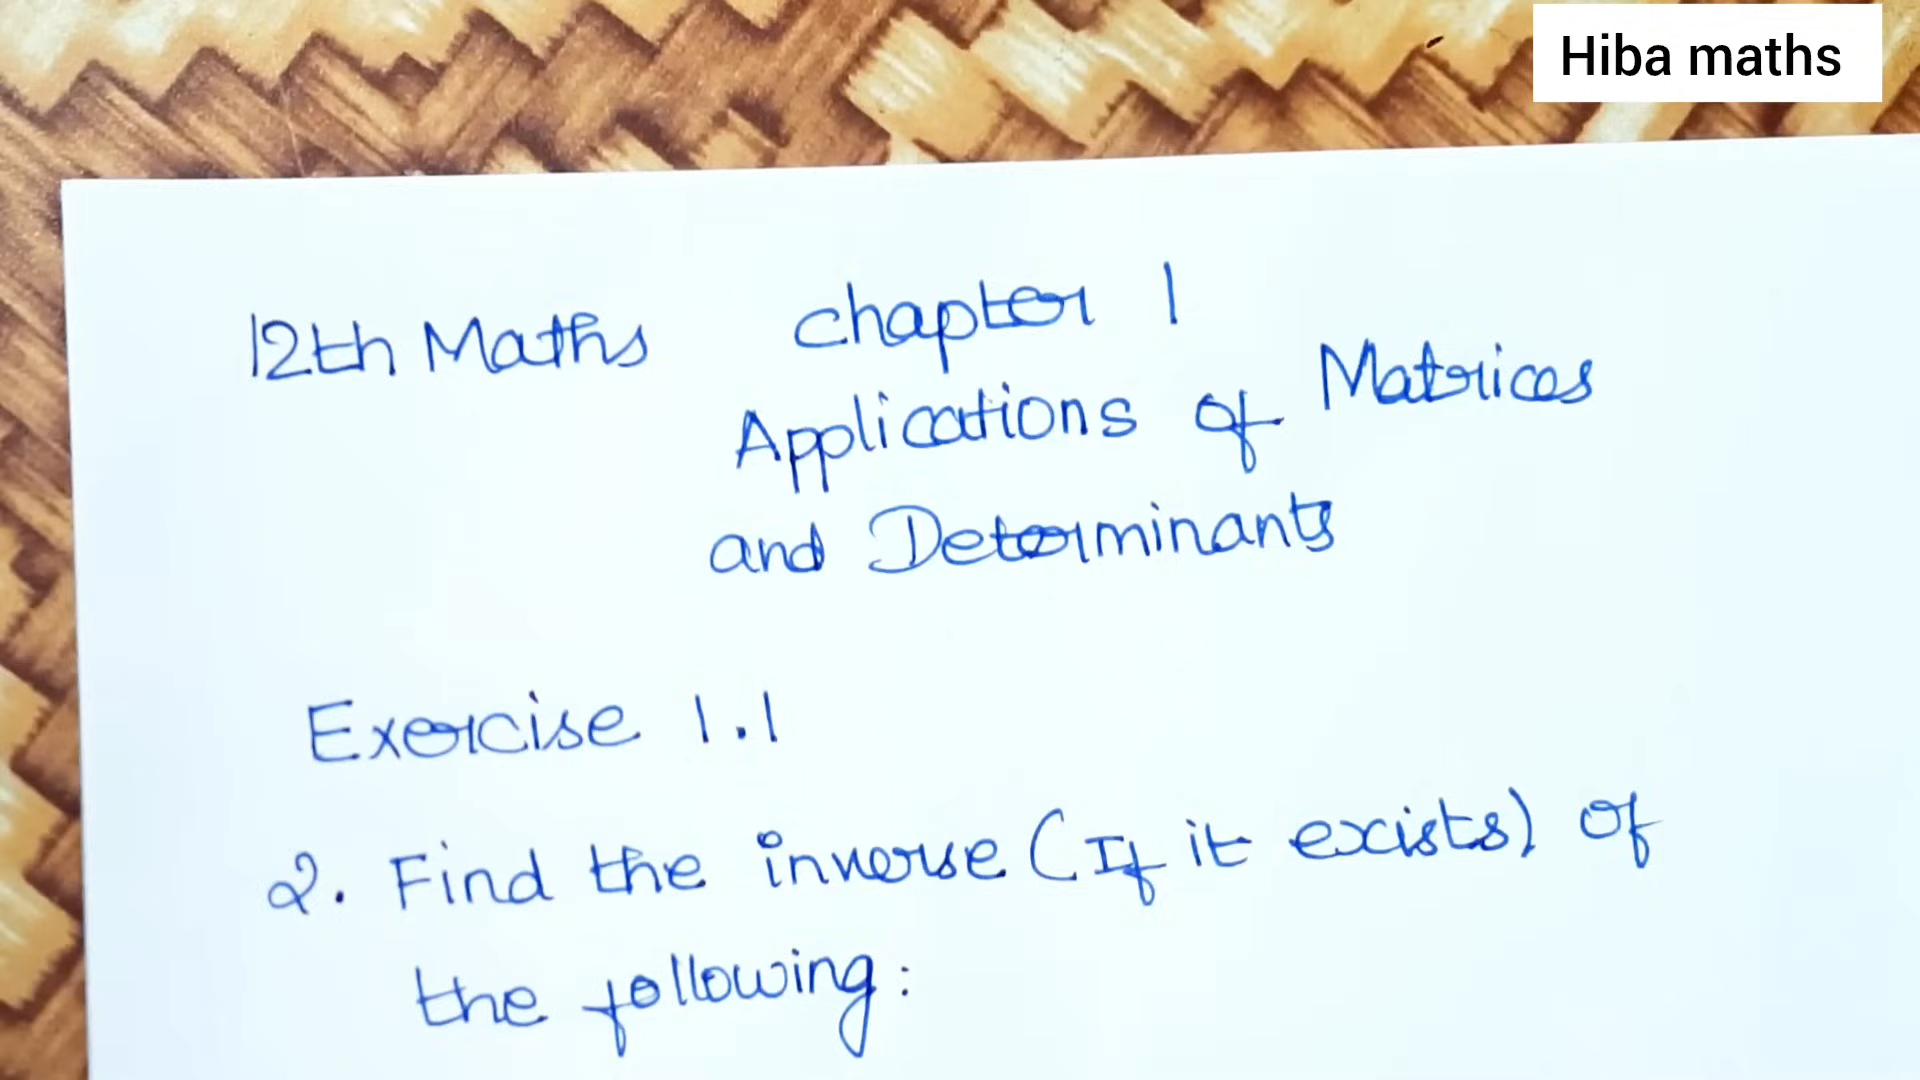 Hiba maths
12th Maths chapter 1
Applications of Matrices
and Determinants
Exercise 1.1
2. Find the inverse (If it exists) of
the following: